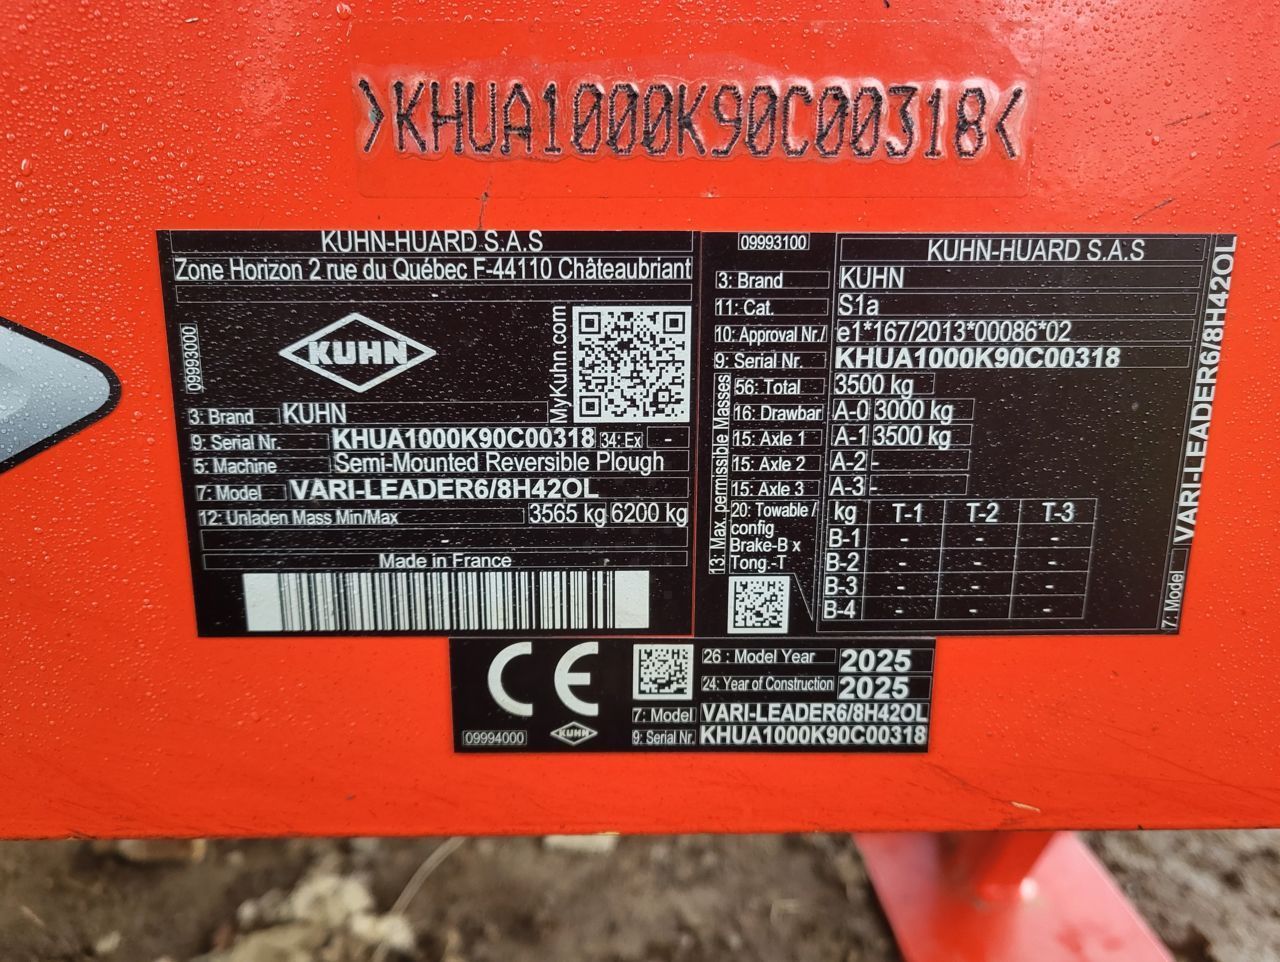 >KHUA1000K90C00318<
KUHN-HUARD S.A.S
Zone Horizon 2 rue du Québec F-44110 Châteaubriant
09993000
KUHN
MyKuhn.com
3: Brand KUHN
9: Serial Nr. KHUA1000K90C00318 34: Ex -
5: Machine Semi-Mounted Reversible Plough
7: Model VARI-LEADER6/8H42OL
12: Unladen Mass Min/Max 3565 kg 6200 kg
Made in France
09993100 KUHN-HUARD S.A.S
3: Brand KUHN
11: Cat. S1a
10: Approval Nr./ e1*167/2013*00086*02
9: Serial Nr. KHUA1000K90C00318
13: Max. permissible Masses
56: Total 3500 kg
16: Drawbar A-0 3000 kg
15: Axle 1 A-1 3500 kg
15: Axle 2 A-2 -
15: Axle 3 A-3 -
20: Towable / config Brake-B x Tong.-T
kg T-1 T-2 T-3
B-1 - - -
B-2 - - -
B-3 - - -
B-4 - - -
7: Model VARI-LEADER6/8H42OL
CE
26 : Model Year 2025
24: Year of Construction 2025
7: Model VARI-LEADER6/8H42OL
09994000 KUHN 9: Serial Nr. KHUA1000K90C00318